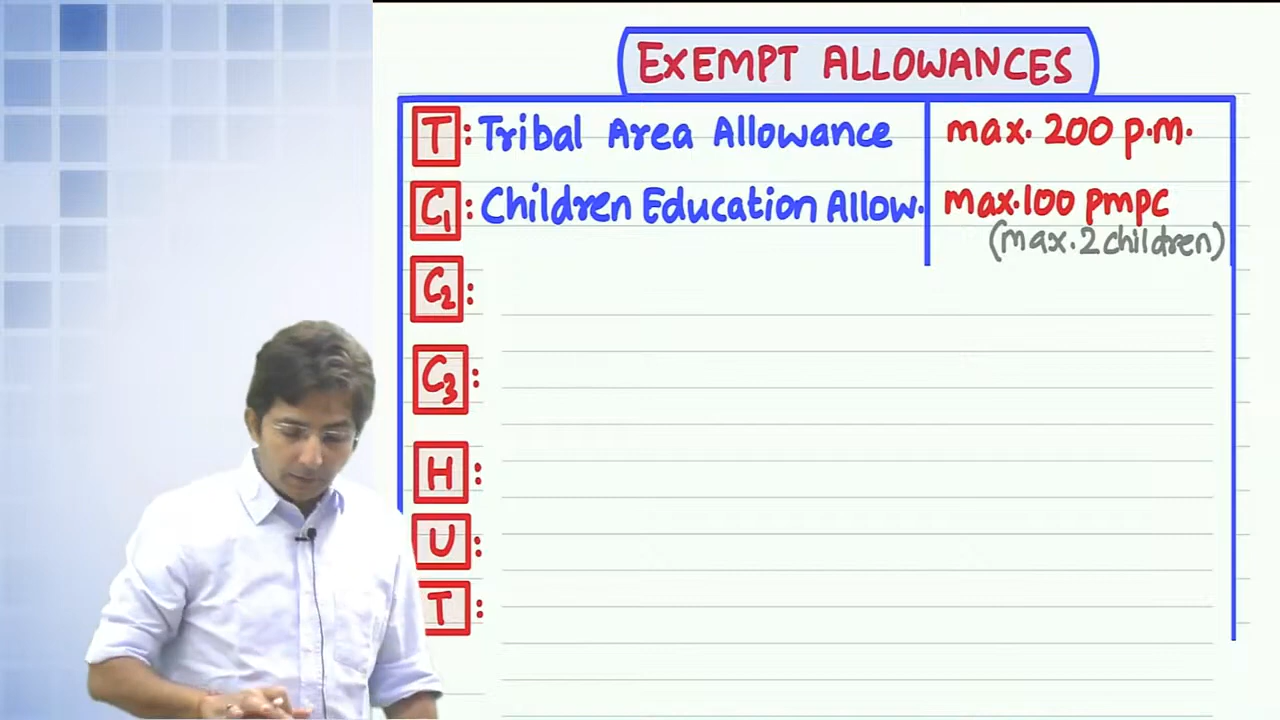 EXEMPT ALLOWANCES
T : Tribal Area Allowance max. 200 p.m.
C1 : Children Education Allow. max. 100 pmpc
(max. 2 children)
C2 :
C3 :
H :
U :
T :